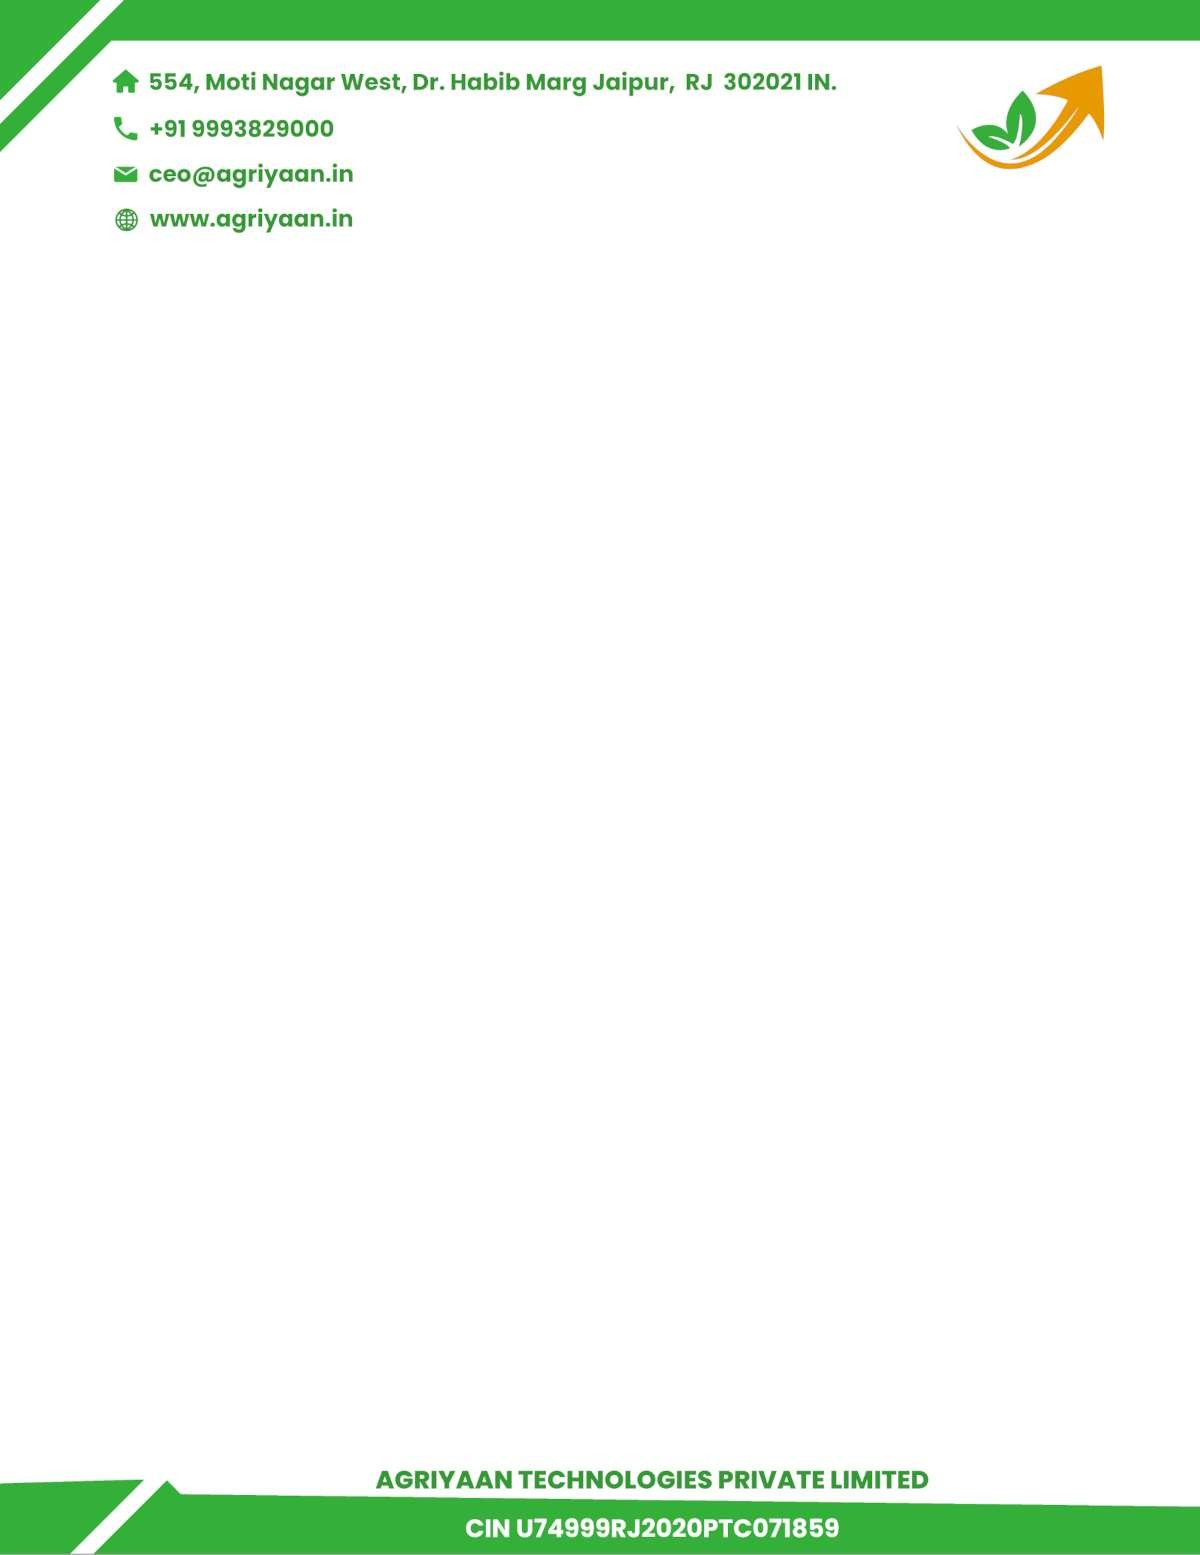 554, Moti Nagar West, Dr. Habib Marg Jaipur, RJ 302021 IN.
+91 9993829000
ceo@agriyaan.in
www.agriyaan.in
AGRIYAAN TECHNOLOGIES PRIVATE LIMITED
CIN U74999RJ2020PTC071859